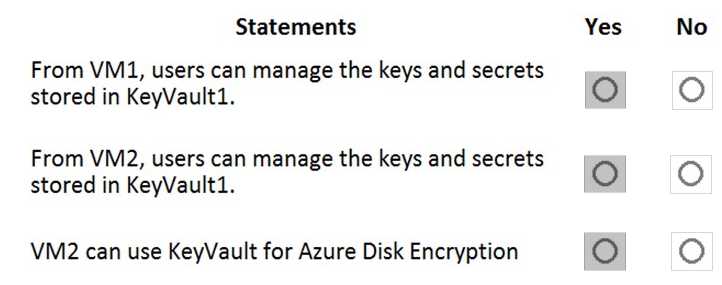 Statements Yes No
From VM1, users can manage the keys and secrets
stored in KeyVault1.
From VM2, users can manage the keys and secrets
stored in KeyVault1.
VM2 can use KeyVault for Azure Disk Encryption